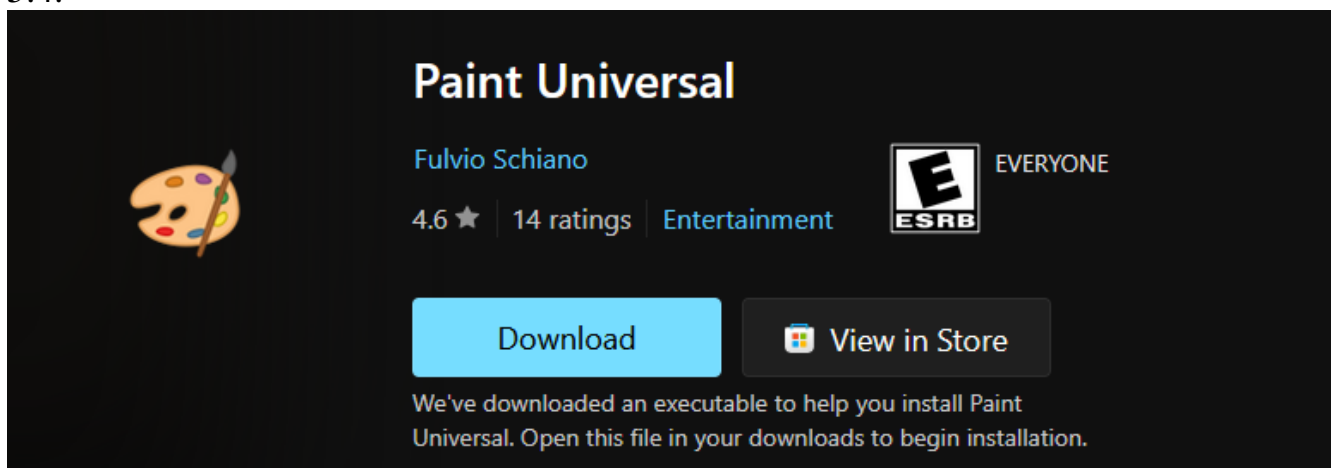 Paint Universal
Fulvio Schiano
4.6 ★ 14 ratings Entertainment
E
ESRB
EVERYONE
Download
View in Store
We've downloaded an executable to help you install Paint
Universal. Open this file in your downloads to begin installation.